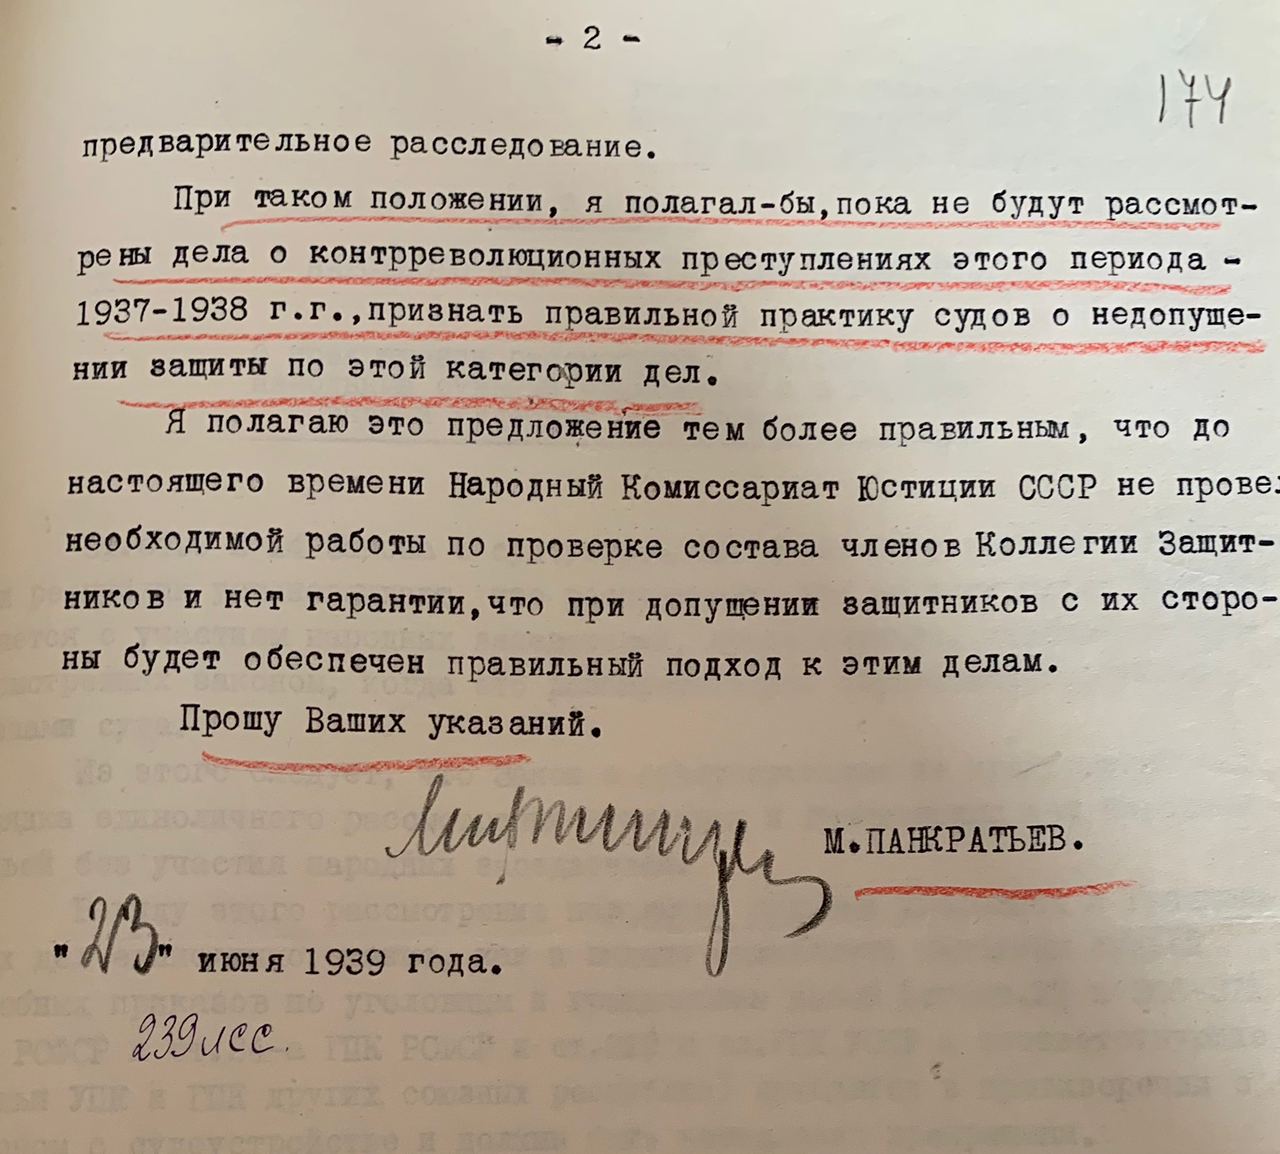 - 2 -
174
предварительное расследование.
При таком положении, я полагал-бы, пока не будут рассмот-
рены дела о контрреволюционных преступлениях этого периода -
1937-1938 г.г., признать правильной практику судов о недопуще-
нии защиты по этой категории дел.
Я полагаю это предложение тем более правильным, что до
настоящего времени Народный Комиссариат Юстиции СССР не провел
необходимой работы по проверке состава членов Коллегии Защит-
ников и нет гарантии, что при допущении защитников с их сторо-
ны будет обеспечен правильный подход к этим делам.
Прошу Ваших указаний.
М.ПАНКРАТЬЕВ.
"23" июня 1939 года.
239лсс.